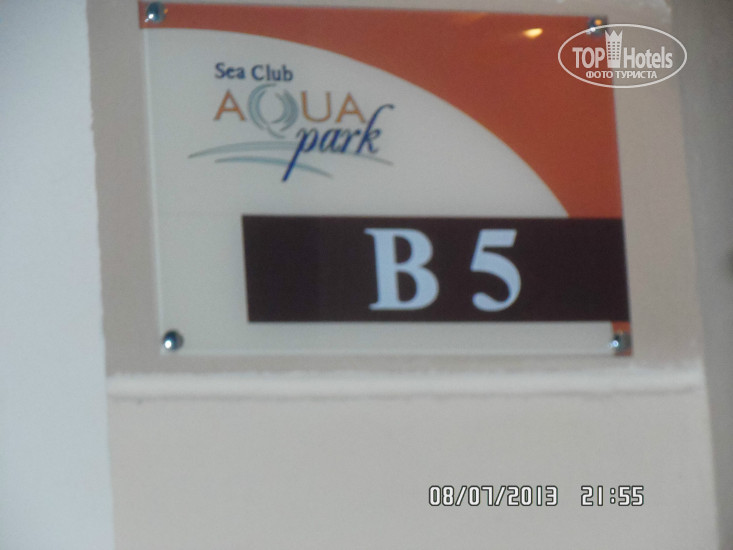 TOP Hotels
ФОТО ТУРИСТА
Sea Club
AQUA
park
B 5
08/07/2013 21:55